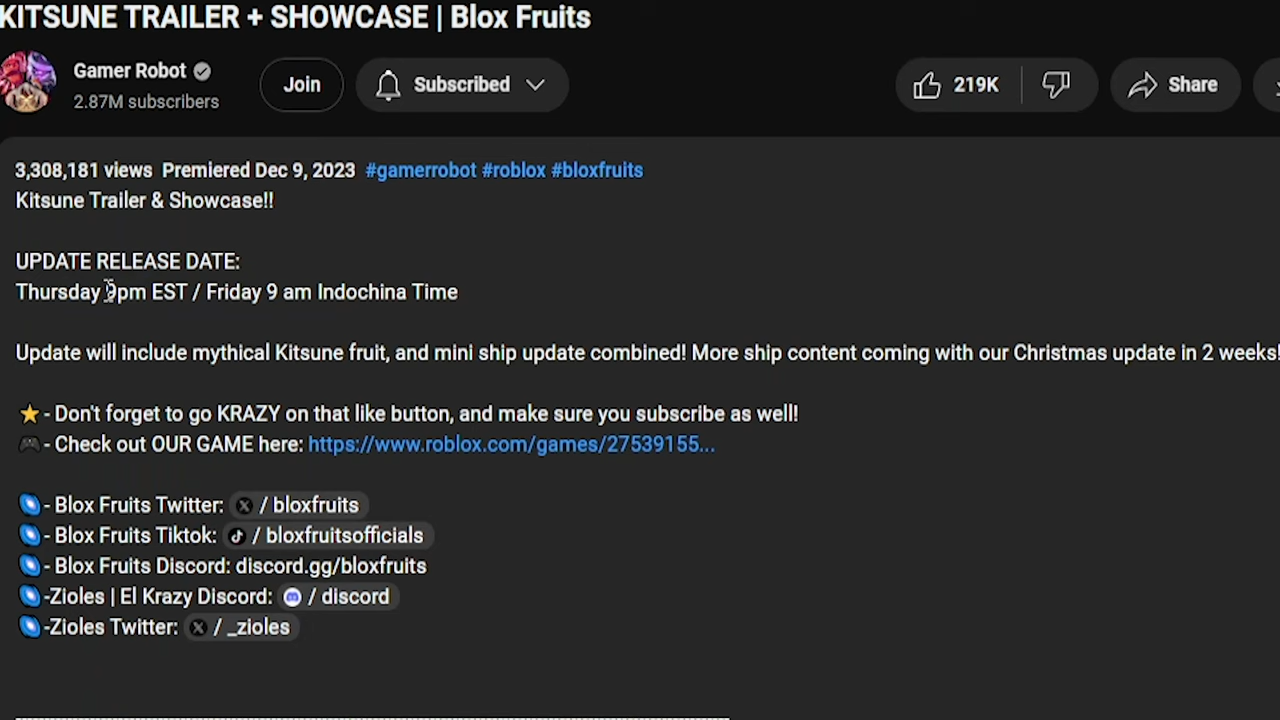 KITSUNE TRAILER + SHOWCASE | Blox Fruits
Gamer Robot
2.87M subscribers
Join
Subscribed
219K
Share
3,308,181 views Premiered Dec 9, 2023 #gamerrobot #roblox #bloxfruits
Kitsune Trailer & Showcase!!
UPDATE RELEASE DATE:
Thursday 9pm EST / Friday 9 am Indochina Time
Update will include mythical Kitsune fruit, and mini ship update combined! More ship content coming with our Christmas update in 2 weeks!
⭐ - Don't forget to go KRAZY on that like button, and make sure you subscribe as well!
🎮 - Check out OUR GAME here: https://www.roblox.com/games/27539155...
- Blox Fruits Twitter: / bloxfruits
- Blox Fruits Tiktok: / bloxfruitsofficials
- Blox Fruits Discord: discord.gg/bloxfruits
-Zioles | El Krazy Discord: / discord
-Zioles Twitter: / _zioles